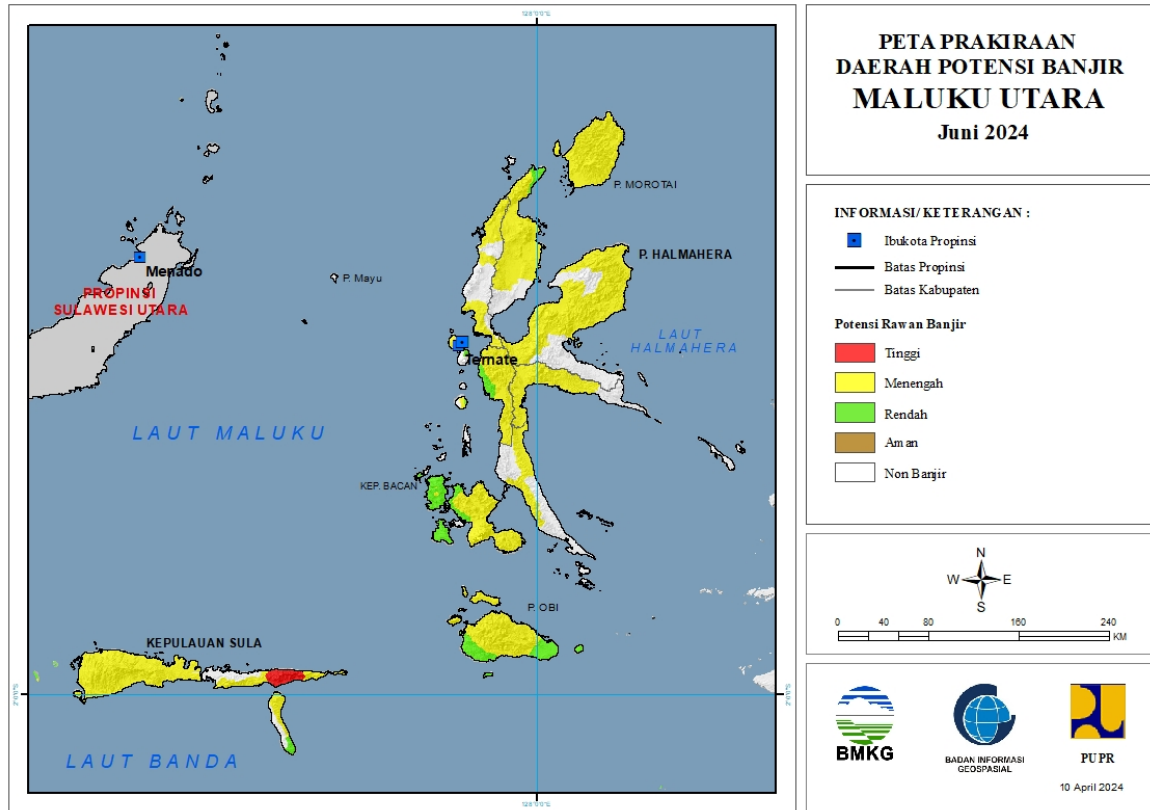 PETA PRAKIRAAN
DAERAH POTENSI BANJIR
MALUKU UTARA
Juni 2024
INFORMASI/ KETERANGAN :
Ibukota Propinsi
Batas Propinsi
Batas Kabupaten
Potensi Rawan Banjir
Tinggi
Menengah
Rendah
Aman
Non Banjir
N
W E
S
0 40 80 160 240
KM
BMKG
BADAN INFORMASI
GEOSPASIAL
PUPR
10 April 2024
128°0'0"E
P. MOROTAI
Menado
P. HALMAHERA
P. Mayu
PROPINSI
SULAWESI UTARA
LAUT
HALMAHERA
Ternate
LAUT MALUKU
KEP. BACAN
P. OBI
KEPULAUAN SULA
LAUT BANDA